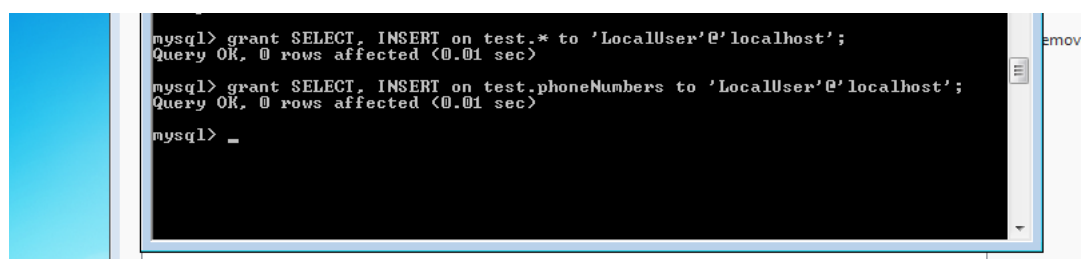 mysql> grant SELECT, INSERT on test.* to 'LocalUser'@'localhost';
Query OK, 0 rows affected (0.01 sec)
mysql> grant SELECT, INSERT on test.phoneNumbers to 'LocalUser'@'localhost';
Query OK, 0 rows affected (0.01 sec)
mysql> _
emov